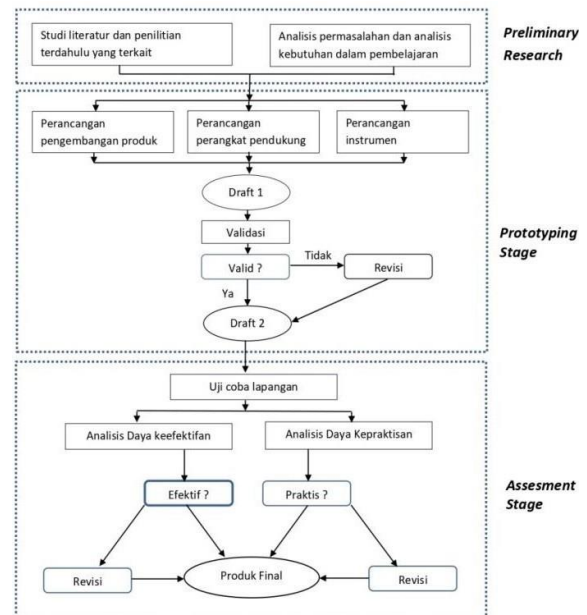 Studi literatur dan penilitian
terdahulu yang terkait
Analisis permasalahan dan analisis
kebutuhan dalam pembelajaran
Preliminary
Research
Perancangan
pengembangan produk
Perancangan
perangkat pendukung
Perancangan
instrumen
Draft 1
Validasi
Valid ?
Tidak
Revisi
Ya
Draft 2
Prototyping
Stage
Uji coba lapangan
Analisis Daya keefektifan
Analisis Daya Kepraktisan
Efektif ?
Praktis ?
Revisi
Produk Final
Revisi
Assesment
Stage